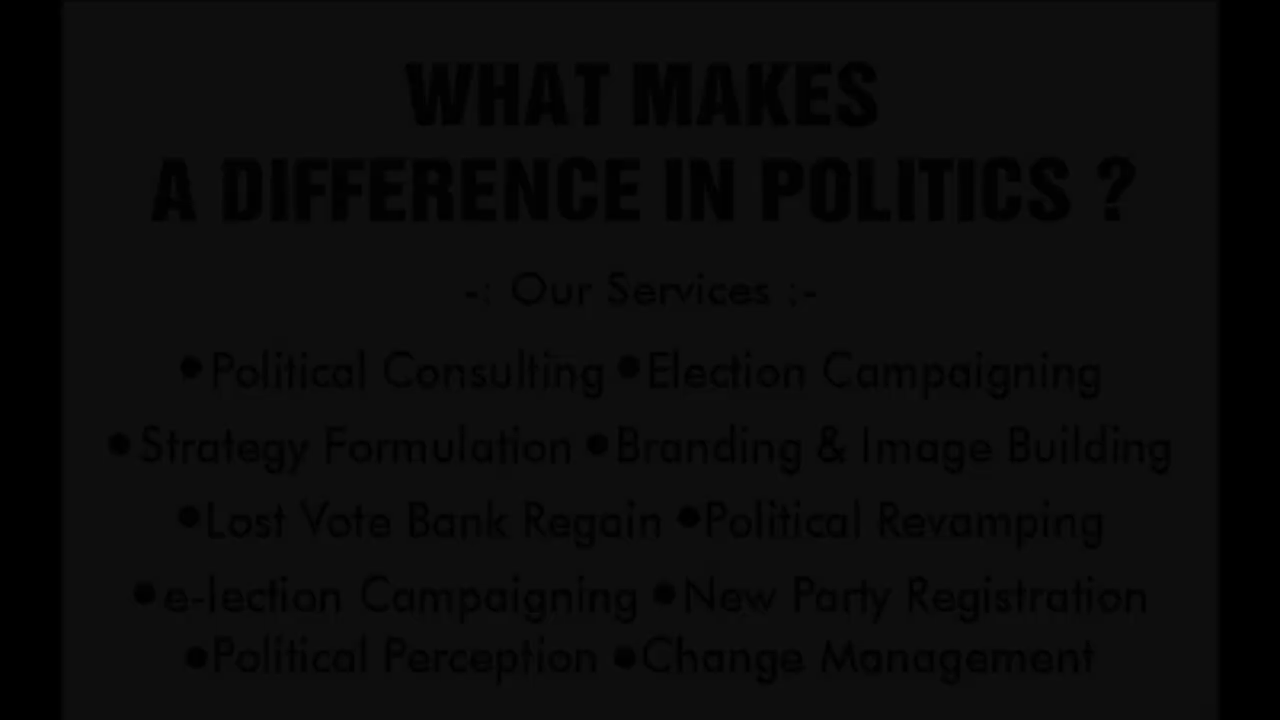 WHAT MAKES
A DIFFERENCE IN POLITICS ?
-: Our Services :-
•Political Consulting •Election Campaigning
•Strategy Formulation •Branding & Image Building
•Lost Vote Bank Regain •Political Revamping
•e-lection Campaigning •New Party Registration
•Political Perception •Change Management